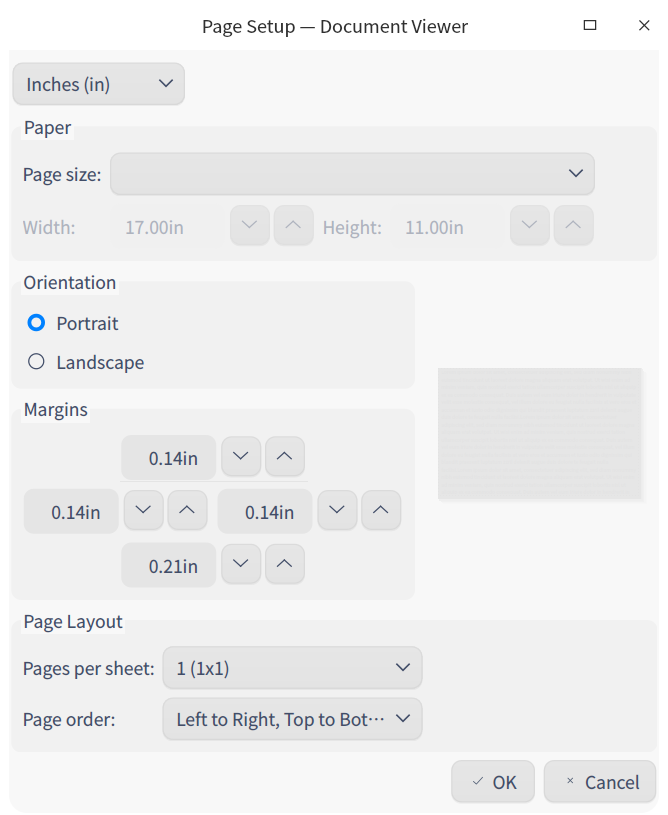 Page Setup — Document Viewer
Inches (in)
Paper
Page size:
Width: 17.00in Height: 11.00in
Orientation
Portrait
Landscape
Margins
0.14in
0.14in 0.14in
0.21in
Page Layout
Pages per sheet: 1 (1x1)
Page order: Left to Right, Top to Bot···
OK Cancel